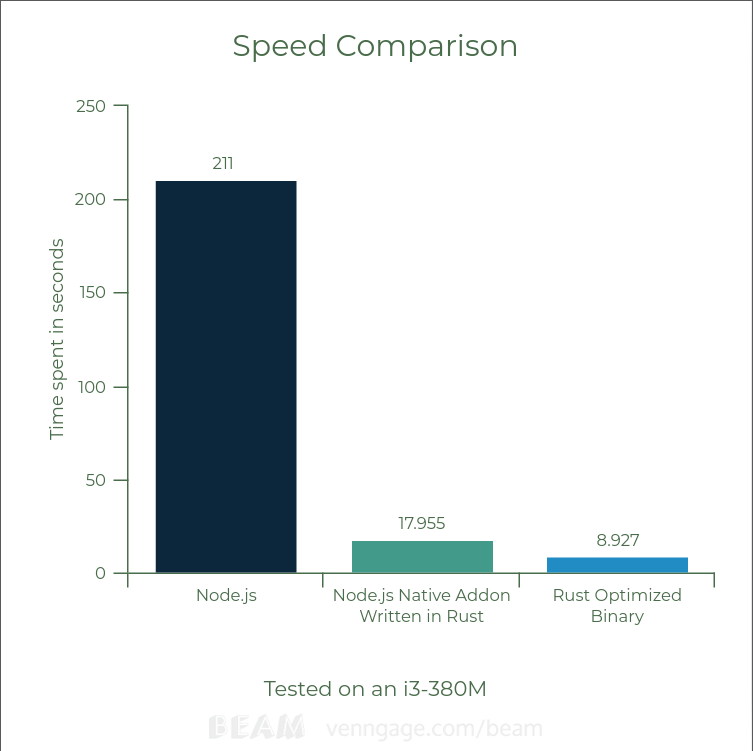 Speed Comparison
250
200
150
100
50
0
Time spent in seconds
211
17.955
8.927
Node.js
Node.js Native Addon
Written in Rust
Rust Optimized
Binary
Tested on an i3-380M
BEAM venngage.com/beam